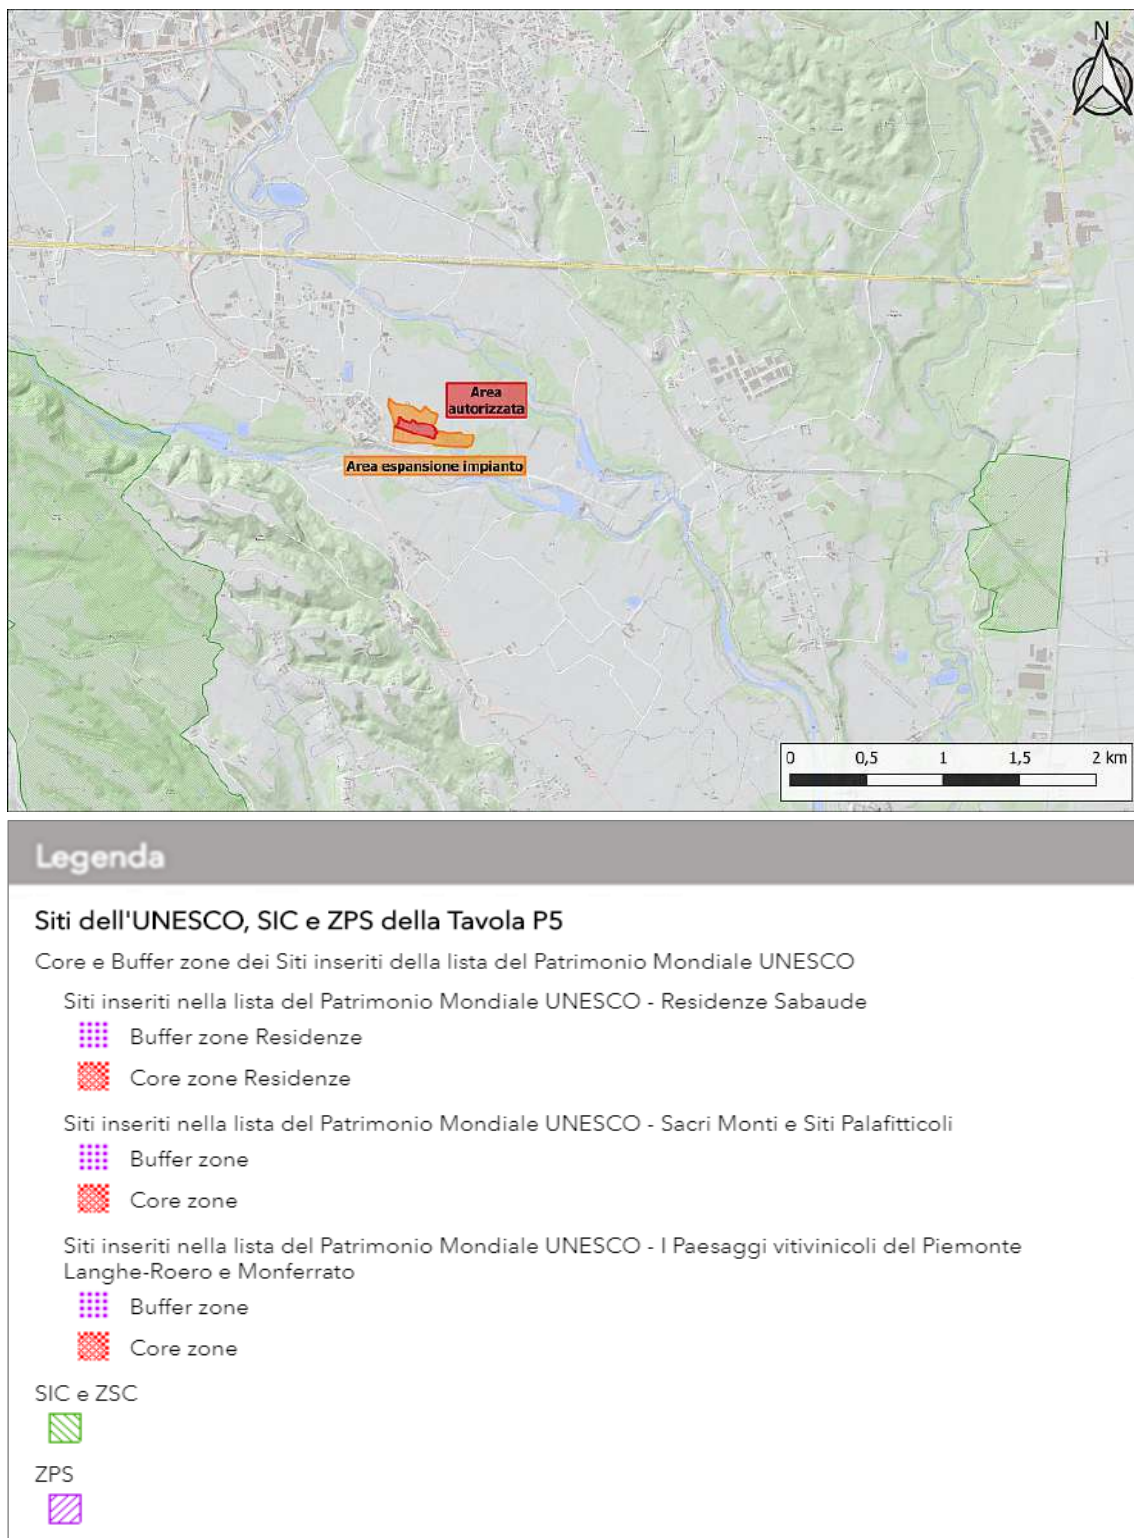 N
Area
autorizzata
Area espansione impianto
0 0,5 1 1,5 2 km
Legenda
Siti dell'UNESCO, SIC e ZPS della Tavola P5
Core e Buffer zone dei Siti inseriti della lista del Patrimonio Mondiale UNESCO
Siti inseriti nella lista del Patrimonio Mondiale UNESCO - Residenze Sabaude
Buffer zone Residenze
Core zone Residenze
Siti inseriti nella lista del Patrimonio Mondiale UNESCO - Sacri Monti e Siti Palafitticoli
Buffer zone
Core zone
Siti inseriti nella lista del Patrimonio Mondiale UNESCO - I Paesaggi vitivinicoli del Piemonte
Langhe-Roero e Monferrato
Buffer zone
Core zone
SIC e ZSC
ZPS